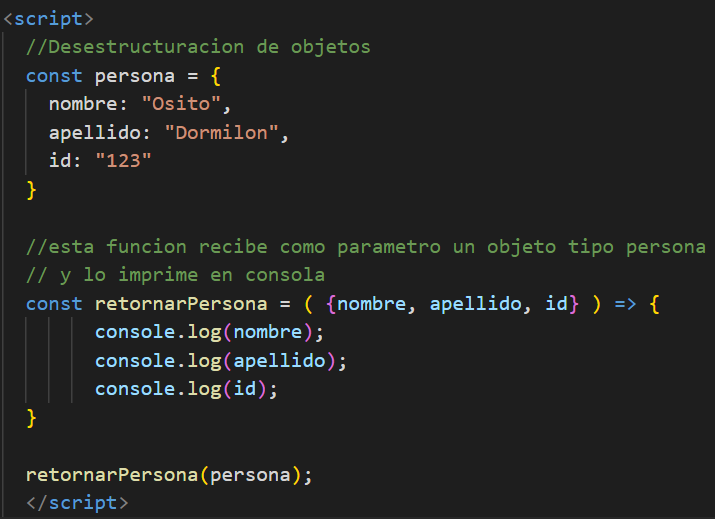 <script>
//Desestructuracion de objetos
const persona = {
nombre: "Osito",
apellido: "Dormilon",
id: "123"
}
//esta funcion recibe como parametro un objeto tipo persona
// y lo imprime en consola
const retornarPersona = ( {nombre, apellido, id} ) => {
console.log(nombre);
console.log(apellido);
console.log(id);
}
retornarPersona(persona);
</script>